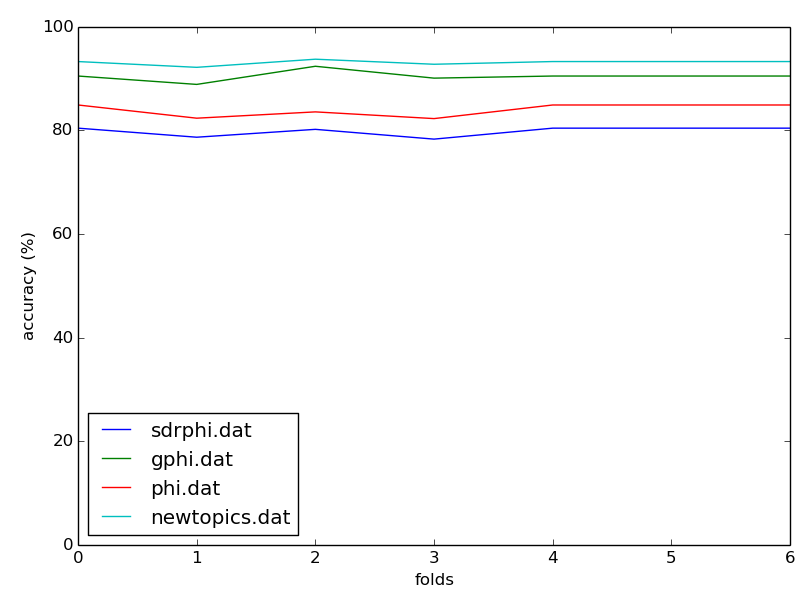 100
80
60
40
20
0
accuracy (%)
sdrphi.dat
gphi.dat
phi.dat
newtopics.dat
0 1 2 3 4 5 6
folds